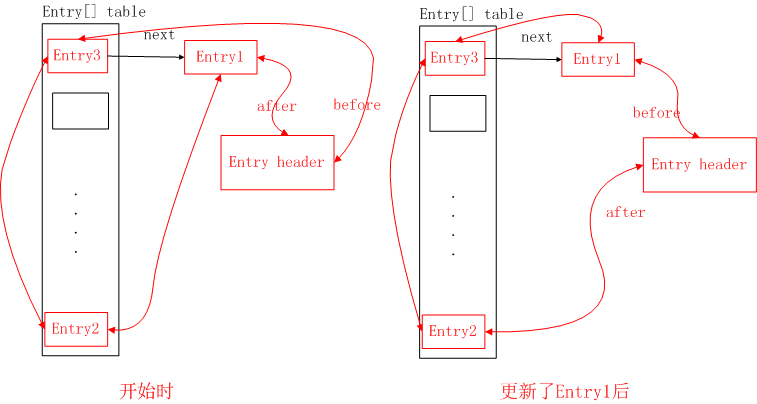 Entry[] table
next
Entry3
Entry1
after
before
Entry header
Entry2
开始时
Entry[] table
next
Entry3
Entry1
before
Entry header
after
Entry2
更新了Entry1后